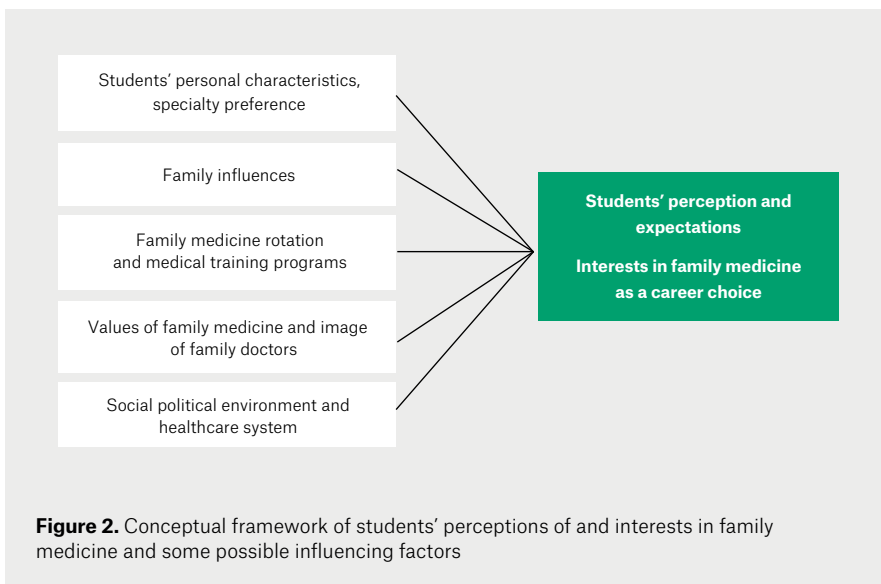 Students’ personal characteristics,
specialty preference
Family influences
Family medicine rotation
and medical training programs
Values of family medicine and image
of family doctors
Social political environment and
healthcare system
Students’ perception and
expectations
Interests in family medicine
as a career choice
Figure 2. Conceptual framework of students’ perceptions of and interests in family
medicine and some possible influencing factors